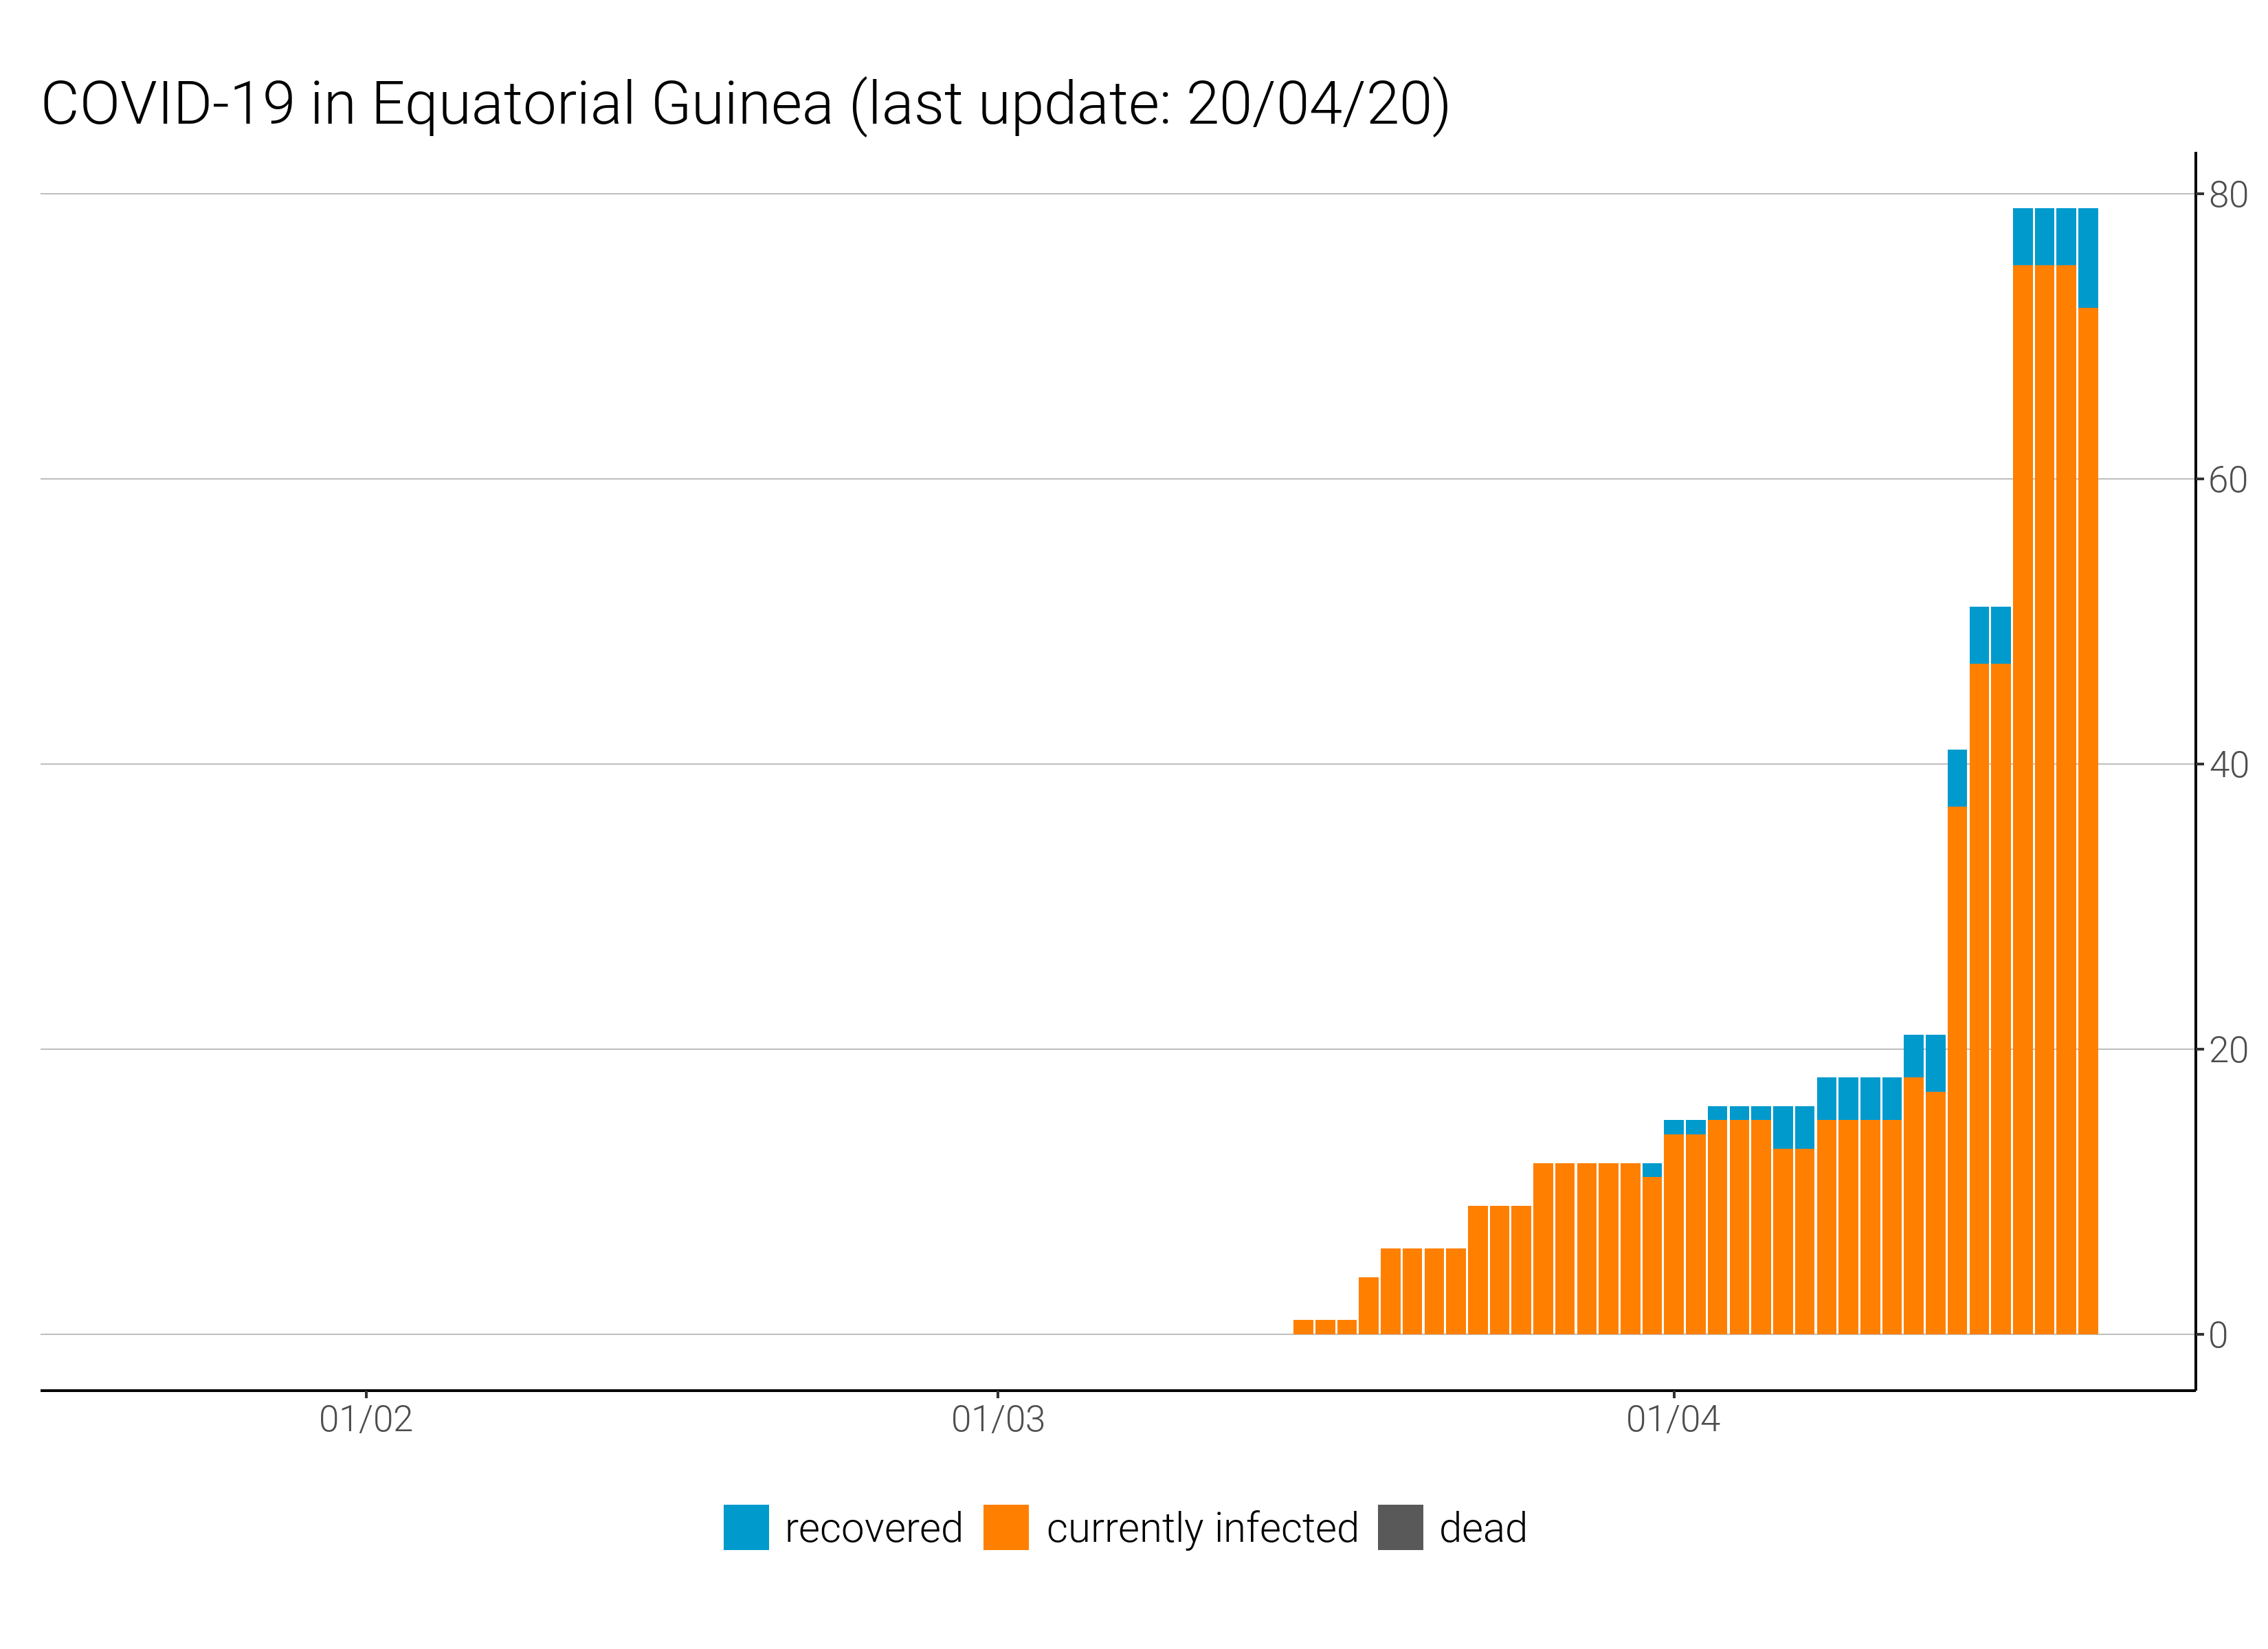 COVID-19 in Equatorial Guinea (last update: 20/04/20)
80
60
40
20
0
01/02 01/03 01/04
recovered currently infected dead